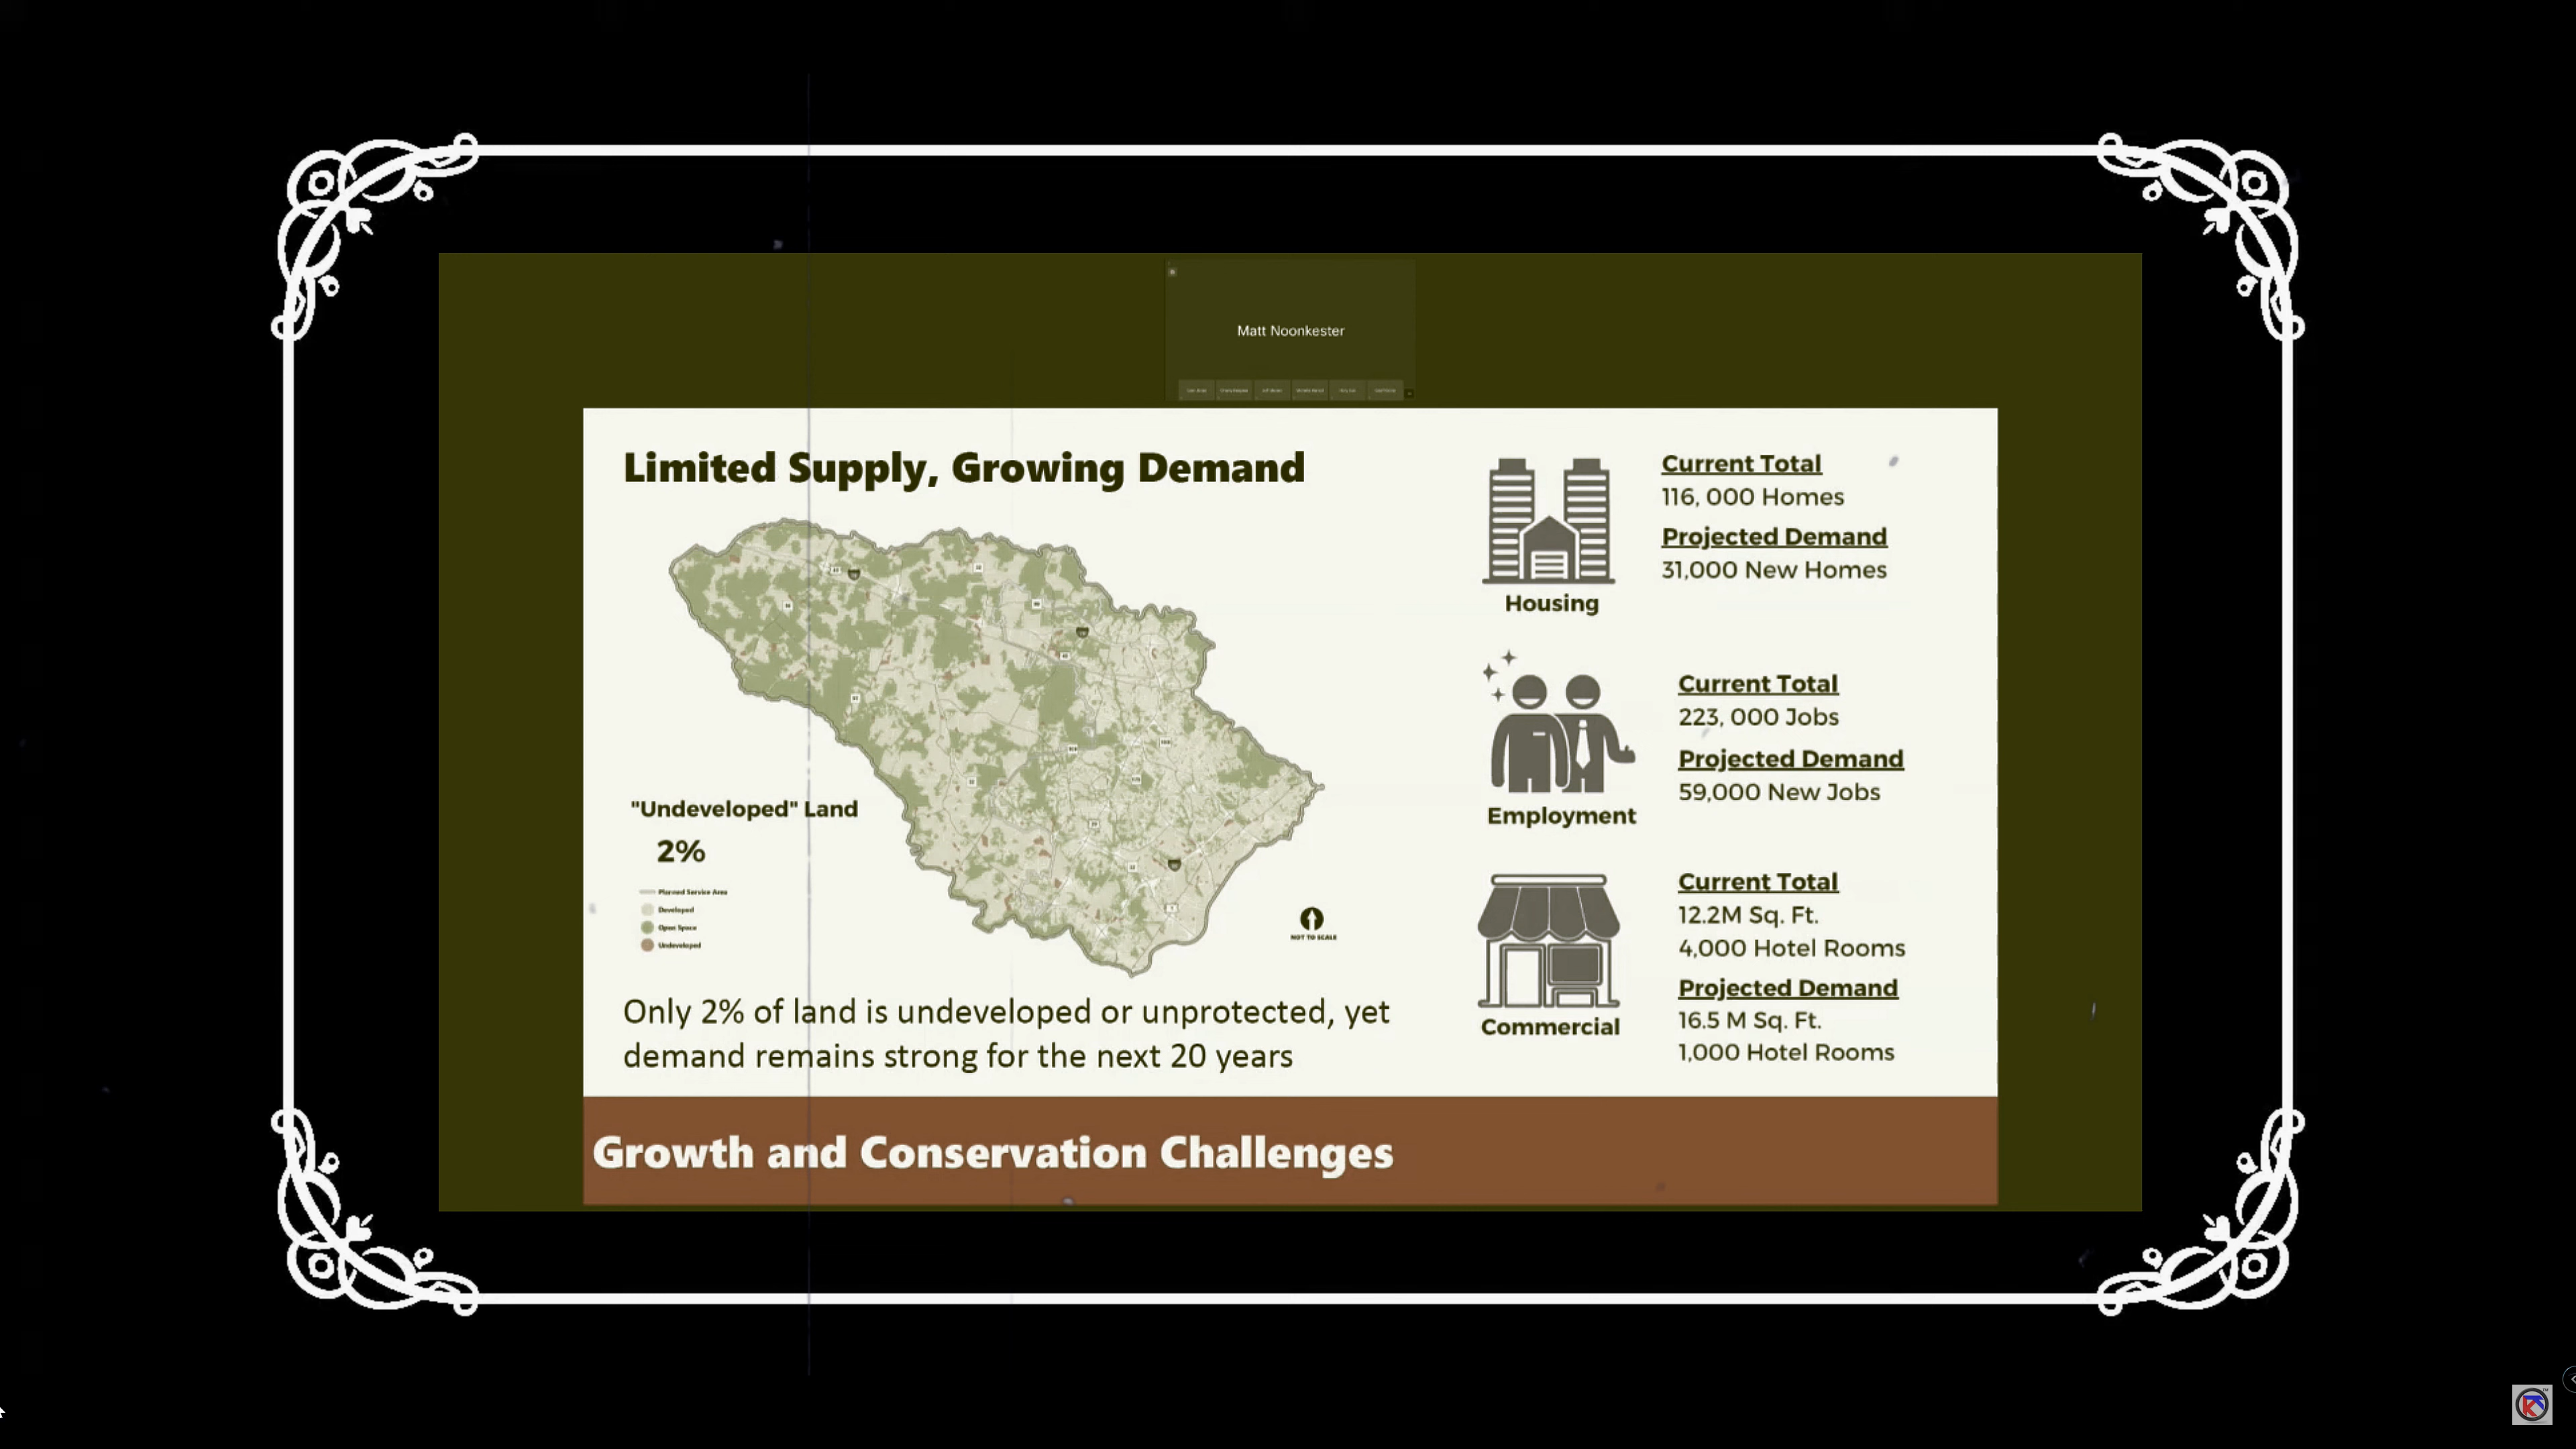 Matt Noonkester
Limited Supply, Growing Demand
"Undeveloped" Land
2%
Planned Service Area
Developed
Open Space
Undeveloped
NOT TO SCALE
Only 2% of land is undeveloped or unprotected, yet
demand remains strong for the next 20 years
Housing
Current Total
116, 000 Homes
Projected Demand
31,000 New Homes
Employment
Current Total
223, 000 Jobs
Projected Demand
59,000 New Jobs
Commercial
Current Total
12.2M Sq. Ft.
4,000 Hotel Rooms
Projected Demand
16.5 M Sq. Ft.
1,000 Hotel Rooms
Growth and Conservation Challenges